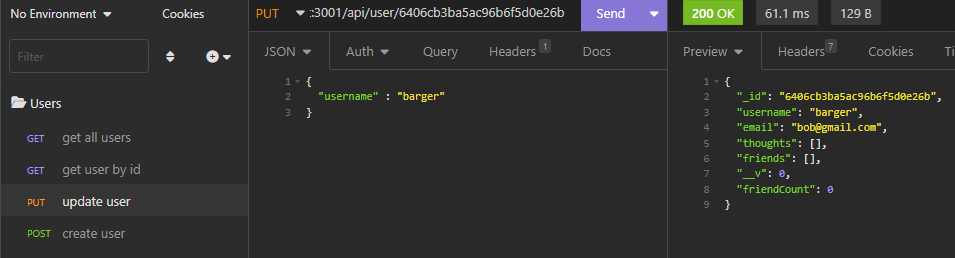 No Environment
Cookies
Filter
Users
GET get all users
GET get user by id
PUT update user
POST create user
PUT
::3001/api/user/6406cb3ba5ac96b6f5d0e26b
Send
JSON
Auth
Query
Headers 1
Docs
1 {
2 "username" : "barger"
3 }
200 OK
61.1 ms
129 B
Preview
Headers 7
Cookies
1 {
2 "_id": "6406cb3ba5ac96b6f5d0e26b",
3 "username": "barger",
4 "email": "bob@gmail.com",
5 "thoughts": [],
6 "friends": [],
7 "__v": 0,
8 "friendCount": 0
9 }